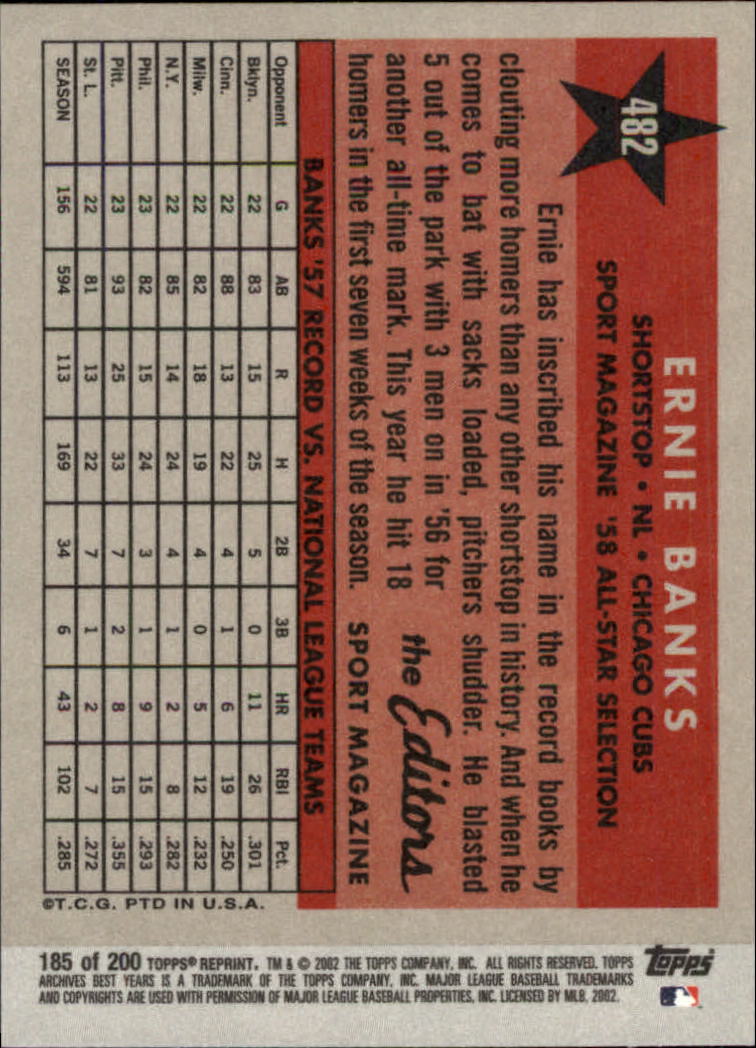 482
ERNIE BANKS
SHORTSTOP • NL • CHICAGO CUBS
SPORT MAGAZINE '58 ALL-STAR SELECTION
Ernie has inscribed his name in the record books by
clouting more homers than any other shortstop in history. And when he
comes to bat with sacks loaded, pitchers shudder. He blasted
5 out of the park with 3 men on in '56 for
another all-time mark. This year he hit 18
homers in the first seven weeks of the season.
the Editors
SPORT MAGAZINE
BANKS '57 RECORD VS. NATIONAL LEAGUE TEAMS
Opponent G AB R H 2B 3B HR RBI Pct.
Bklyn. 22 83 15 25 5 0 11 26 .301
Cinn. 22 88 13 22 4 1 6 19 .250
Milw. 22 82 18 19 4 0 5 12 .232
N.Y. 22 85 14 24 4 1 2 8 .282
Phil. 23 82 15 24 3 1 9 15 .293
Pitt. 23 93 25 33 7 2 8 15 .355
St. L. 22 81 13 22 7 1 2 7 .272
SEASON 156 594 113 169 34 6 43 102 .285
©T.C.G. PTD IN U.S.A.
185 of 200 TOPPS® REPRINT. TM & © 2002 THE TOPPS COMPANY, INC. ALL RIGHTS RESERVED. TOPPS
ARCHIVES BEST YEARS IS A TRADEMARK OF THE TOPPS COMPANY, INC. MAJOR LEAGUE BASEBALL TRADEMARKS
AND COPYRIGHTS ARE USED WITH PERMISSION OF MAJOR LEAGUE BASEBALL PROPERTIES, INC. LICENSED BY MLB, 2002.
topps